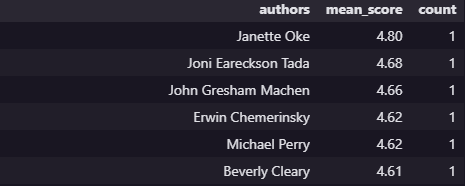 authors mean_score count
Janette Oke 4.80 1
Joni Eareckson Tada 4.68 1
John Gresham Machen 4.66 1
Erwin Chemerinsky 4.62 1
Michael Perry 4.62 1
Beverly Cleary 4.61 1